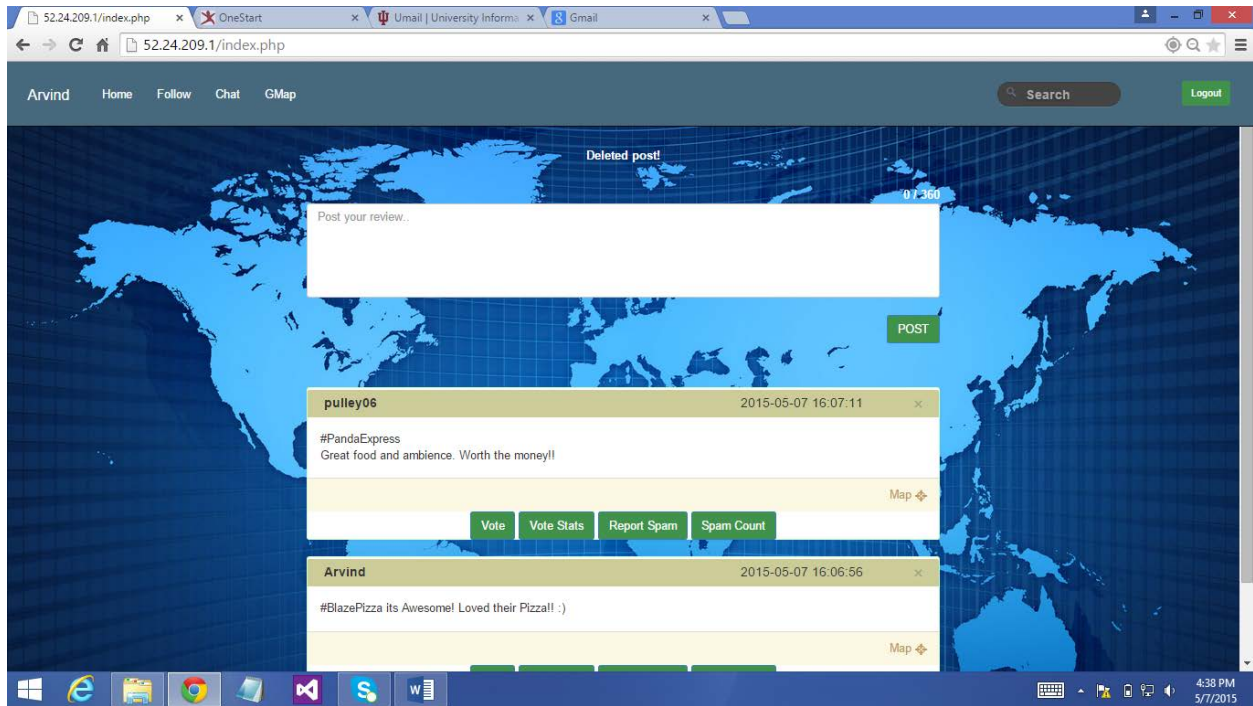 52.24.209.1/index.php
OneStart
Umail | University Informa
Gmail
52.24.209.1/index.php
Arvind Home Follow Chat GMap Search Logout
Deleted post!
0 / 360
Post your review..
POST
pulley06 2015-05-07 16:07:11 ×
#PandaExpress
Great food and ambience. Worth the money!!
Map
Vote Vote Stats Report Spam Spam Count
Arvind 2015-05-07 16:06:56 ×
#BlazePizza its Awesome! Loved their Pizza!! :)
Map
4:38 PM
5/7/2015